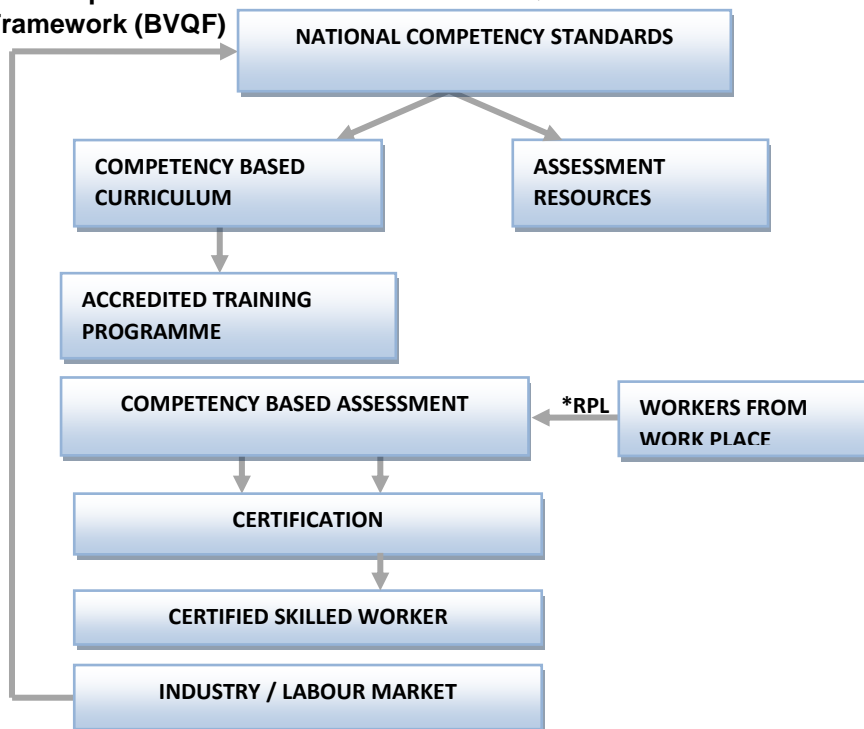 Framework (BVQF)
NATIONAL COMPETENCY STANDARDS
COMPETENCY BASED
CURRICULUM
ASSESSMENT
RESOURCES
ACCREDITED TRAINING
PROGRAMME
COMPETENCY BASED ASSESSMENT
*RPL
WORKERS FROM
WORK PLACE
CERTIFICATION
CERTIFIED SKILLED WORKER
INDUSTRY / LABOUR MARKET